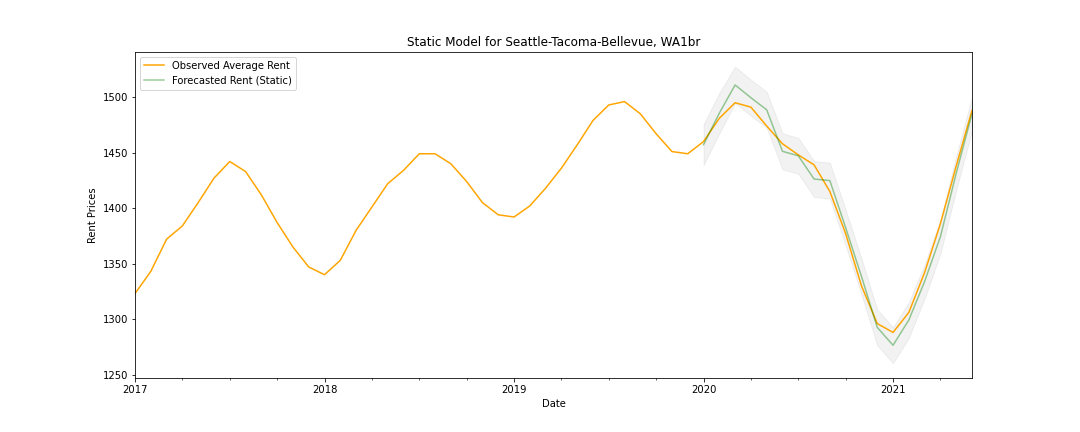 Static Model for Seattle-Tacoma-Bellevue, WA1br
Observed Average Rent
Forecasted Rent (Static)
Rent Prices
1500
1450
1400
1350
1300
1250
2017 2018 2019 2020 2021
Date